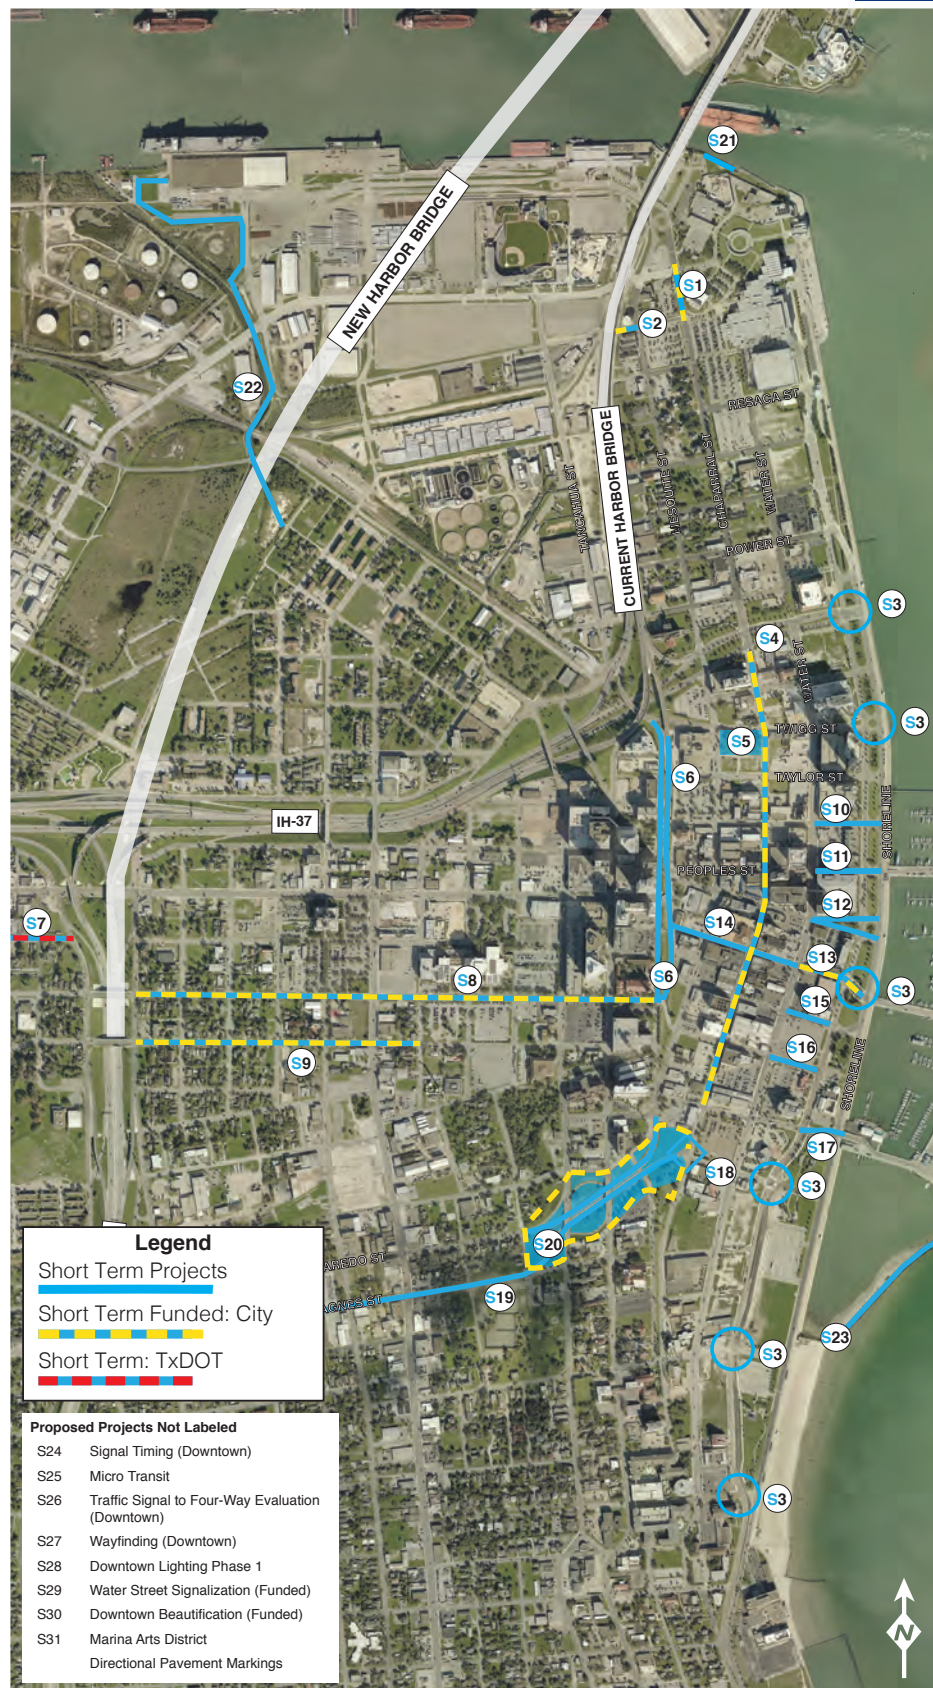 S21
NEW HARBOR BRIDGE
S1
S2
S22
RESACA ST
CURRENT HARBOR BRIDGE
TANCAHUA ST
MESQUITE ST
CHAPARRAL ST
WATER ST
POWER ST
S3
S4
WATER ST
S3
TWIGG ST
S5
S6
TAYLOR ST
S10
SHORELINE
IH-37
S11
PEOPLES ST
S12
S7
S14
S13
S8
S6
S3
S15
S16
S9
SHORELINE
S17
S18
S3
S20
AREDO ST
AGNES ST
S19
S23
S3
S3
Legend
Short Term Projects
Short Term Funded: City
Short Term: TxDOT
Proposed Projects Not Labeled
S24 Signal Timing (Downtown)
S25 Micro Transit
S26 Traffic Signal to Four-Way Evaluation
(Downtown)
S27 Wayfinding (Downtown)
S28 Downtown Lighting Phase 1
S29 Water Street Signalization (Funded)
S30 Downtown Beautification (Funded)
S31 Marina Arts District
Directional Pavement Markings
N